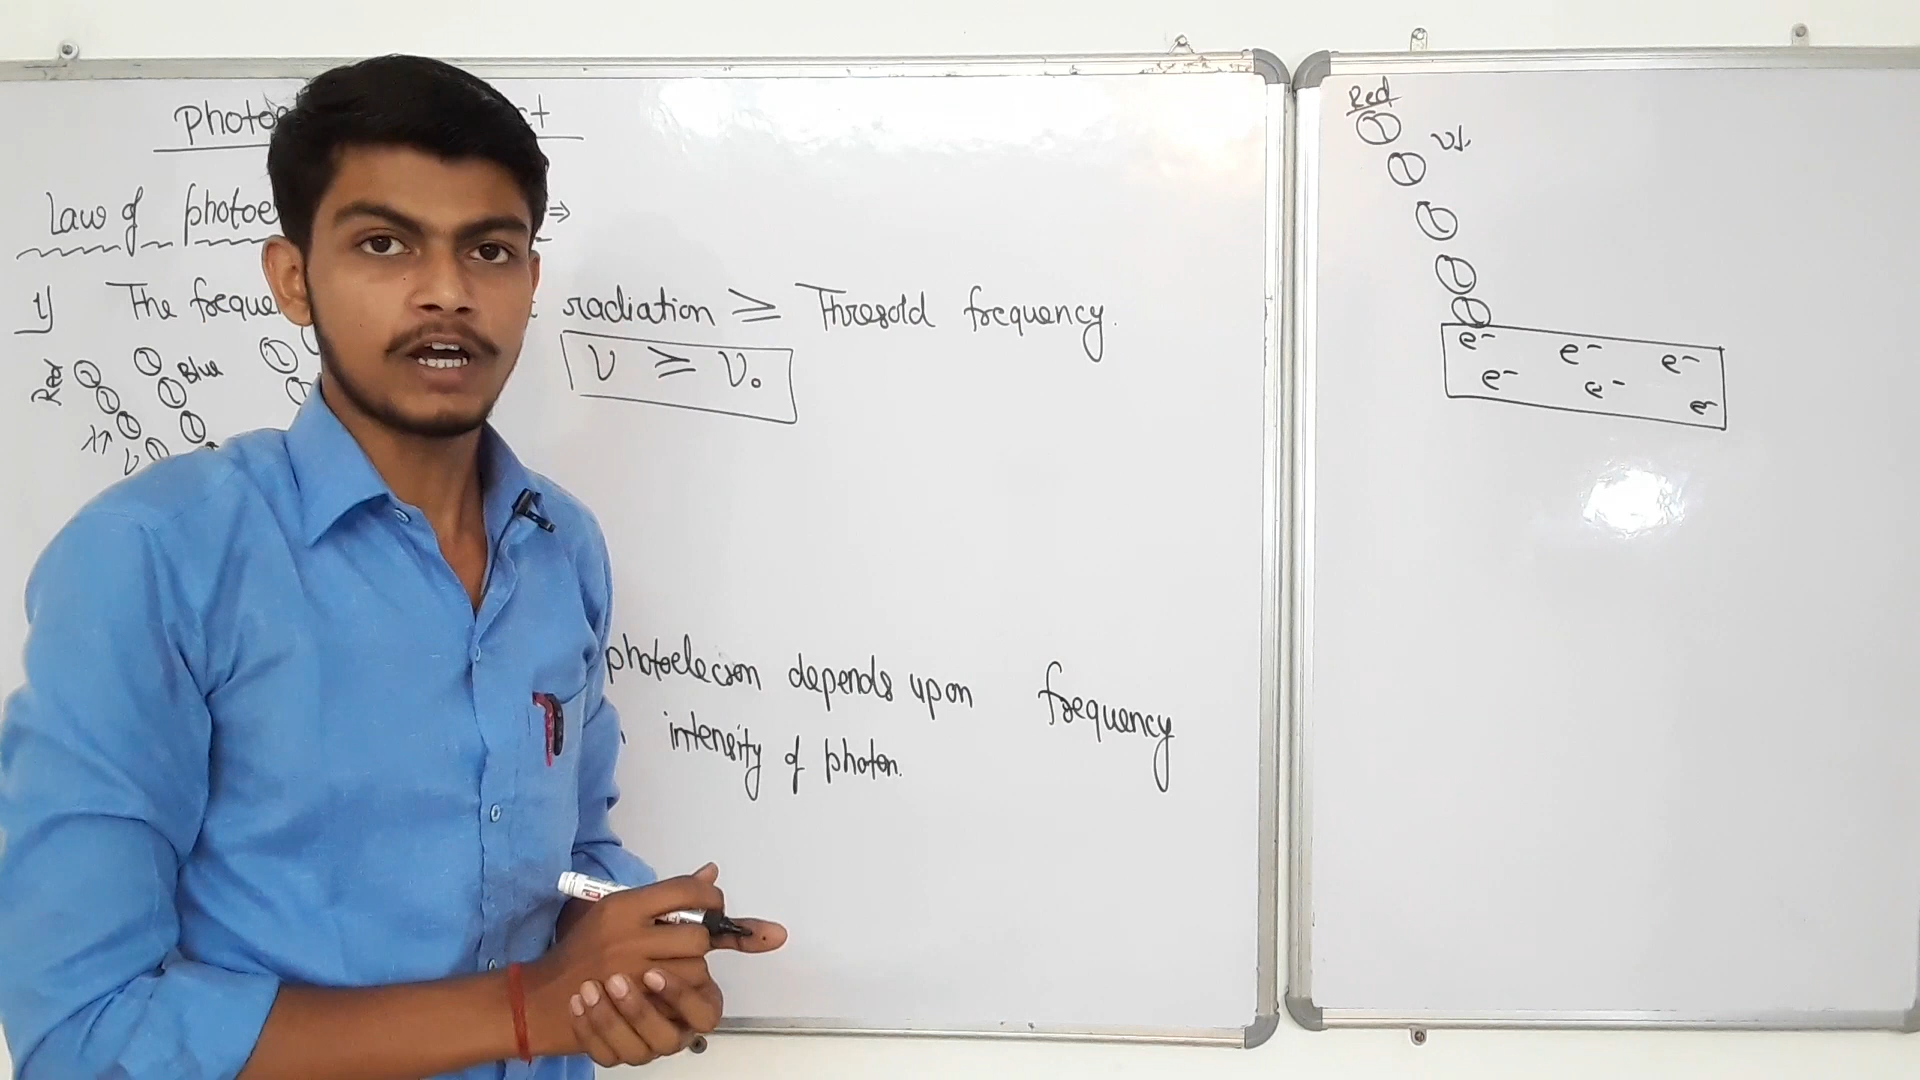 Photo ct
Law of photoe ⇒
1) The freque radiation ≥ Thresold frequency.
ν ≥ ν₀
Red Blue
λ↑
ν
photoelecron depends upon frequency
intensity of photon.
Red
ν↓.
e⁻ e⁻ e⁻
e⁻ e⁻ e⁻